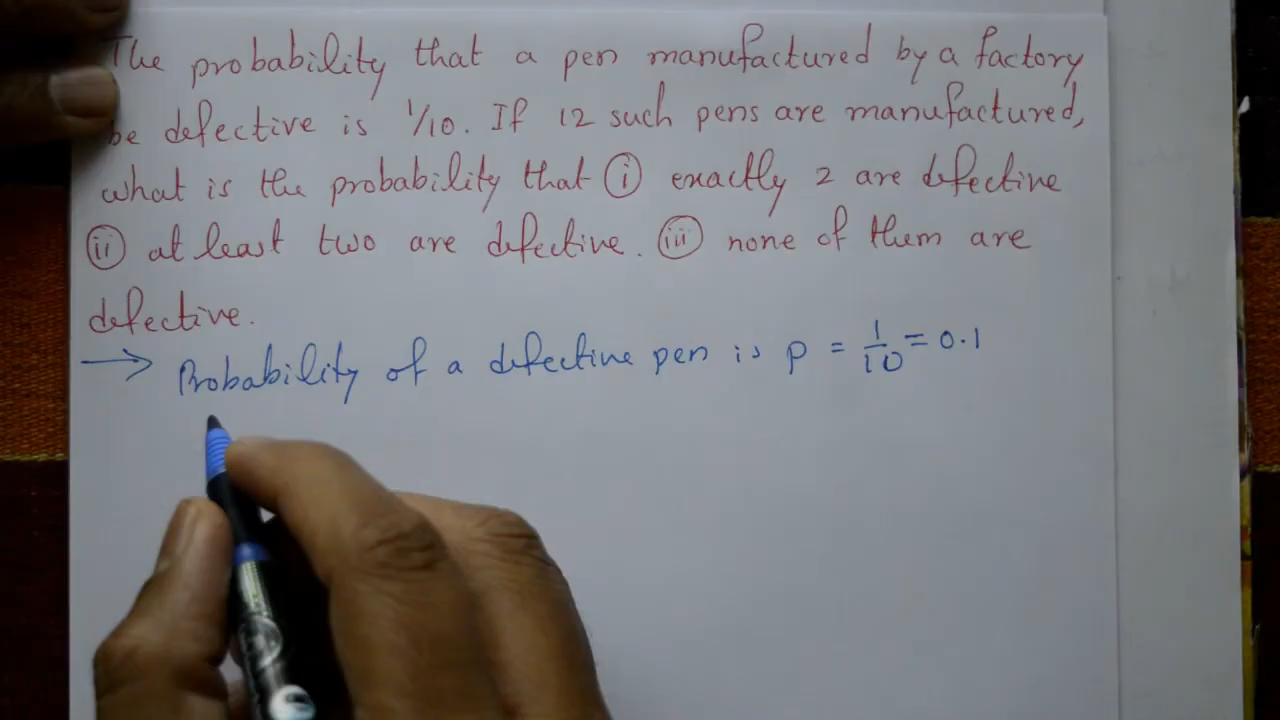 The probability that a pen manufactured by a factory
be defective is 1/10. If 12 such pens are manufactured,
what is the probability that (i) exactly 2 are defective
(ii) at least two are defective. (iii) none of them are
defective.
→ Probability of a defective pen is p = 1/10 = 0.1